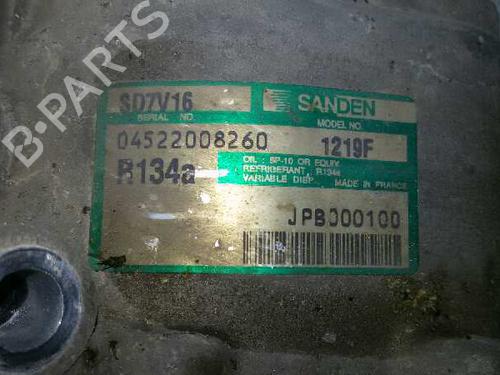 SD7V16
SANDEN
SERIAL NO.
MODEL NO.
04522008260
1219F
R134a
OIL : SP-10 OR EQUIV.
REFRIGERANT : R134a
VARIABLE DISP. MADE IN FRANCE
JPB000100